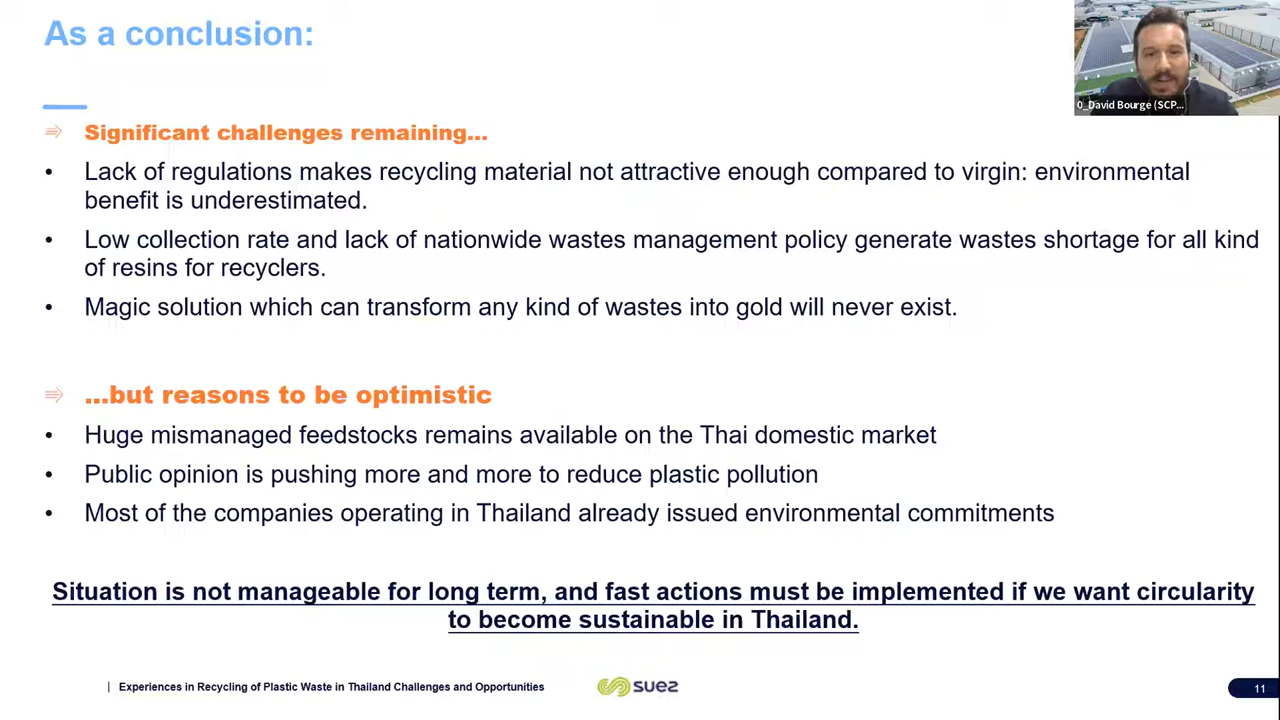 As a conclusion:
0_David Bourge (SCP...
⇒ Significant challenges remaining...
• Lack of regulations makes recycling material not attractive enough compared to virgin: environmental
benefit is underestimated.
• Low collection rate and lack of nationwide wastes management policy generate wastes shortage for all kind
of resins for recyclers.
• Magic solution which can transform any kind of wastes into gold will never exist.
⇒ ...but reasons to be optimistic
• Huge mismanaged feedstocks remains available on the Thai domestic market
• Public opinion is pushing more and more to reduce plastic pollution
• Most of the companies operating in Thailand already issued environmental commitments
Situation is not manageable for long term, and fast actions must be implemented if we want circularity
to become sustainable in Thailand.
| Experiences in Recycling of Plastic Waste in Thailand Challenges and Opportunities
suez
11